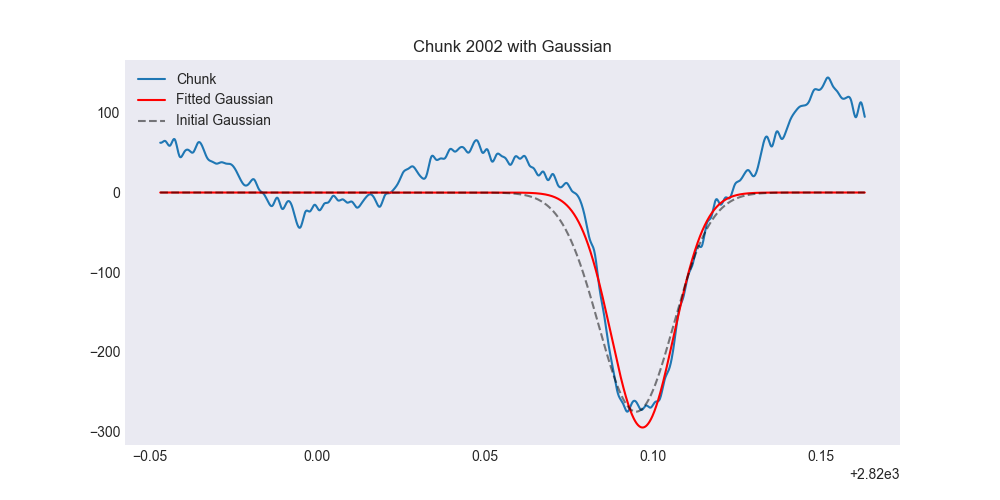 Chunk 2002 with Gaussian
Chunk
Fitted Gaussian
Initial Gaussian
100
0
−100
−200
−300
−0.05 0.00 0.05 0.10 0.15
+2.82e3